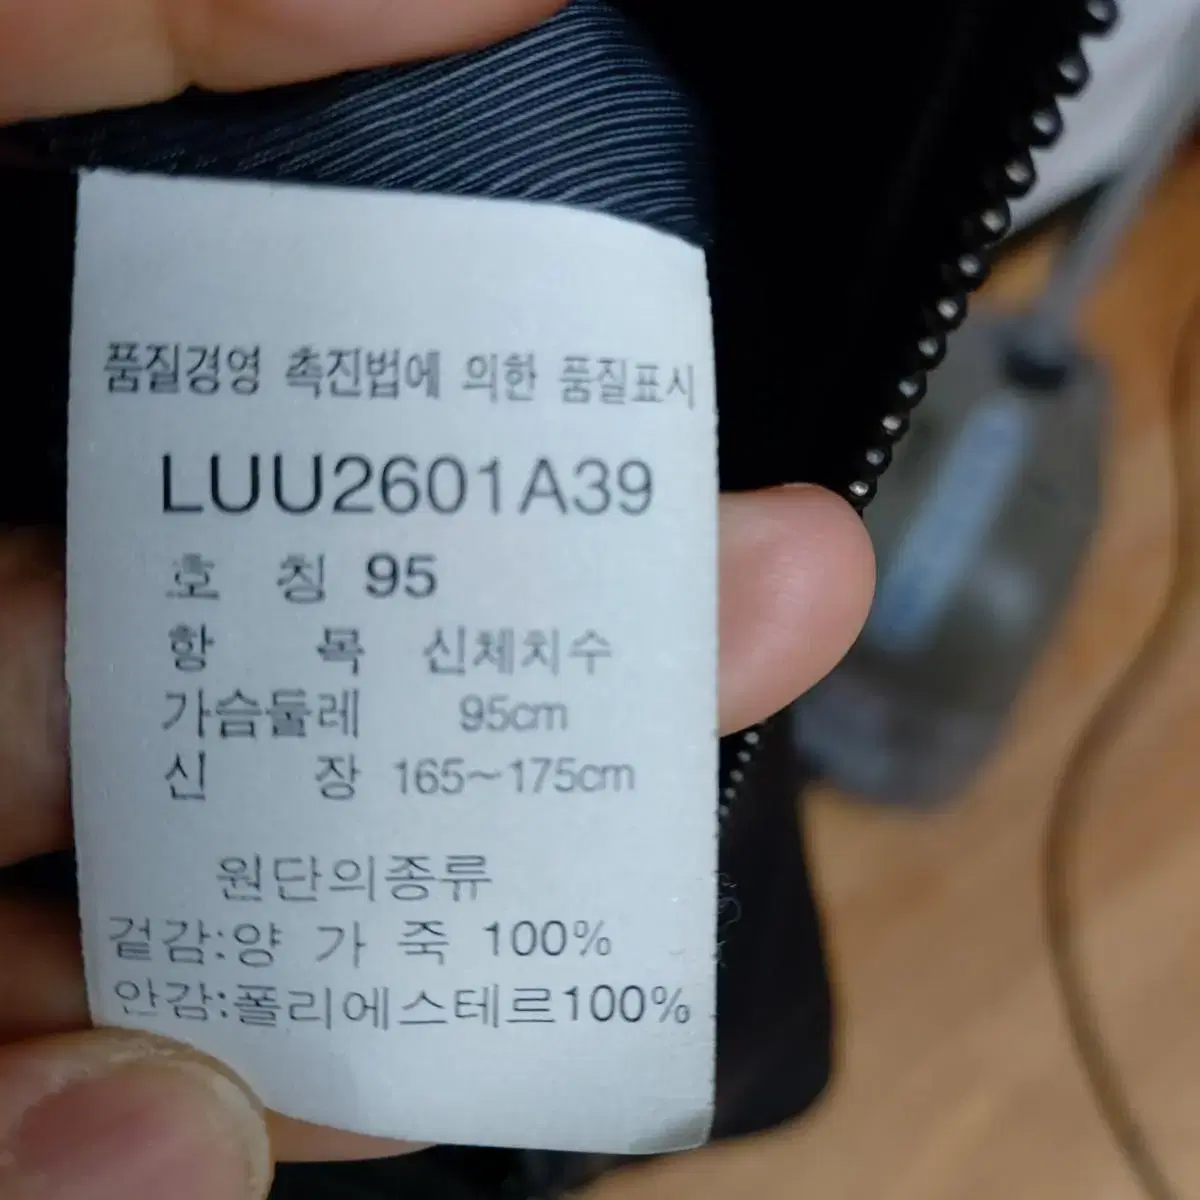 품질경영 촉진법에 의한 품질표시
LUU2601A39
호 칭 95
항 목 신체치수
가슴둘레 95cm
신 장 165~175cm
원단의종류
겉감:양 가 죽 100%
안감:폴리에스테르100%